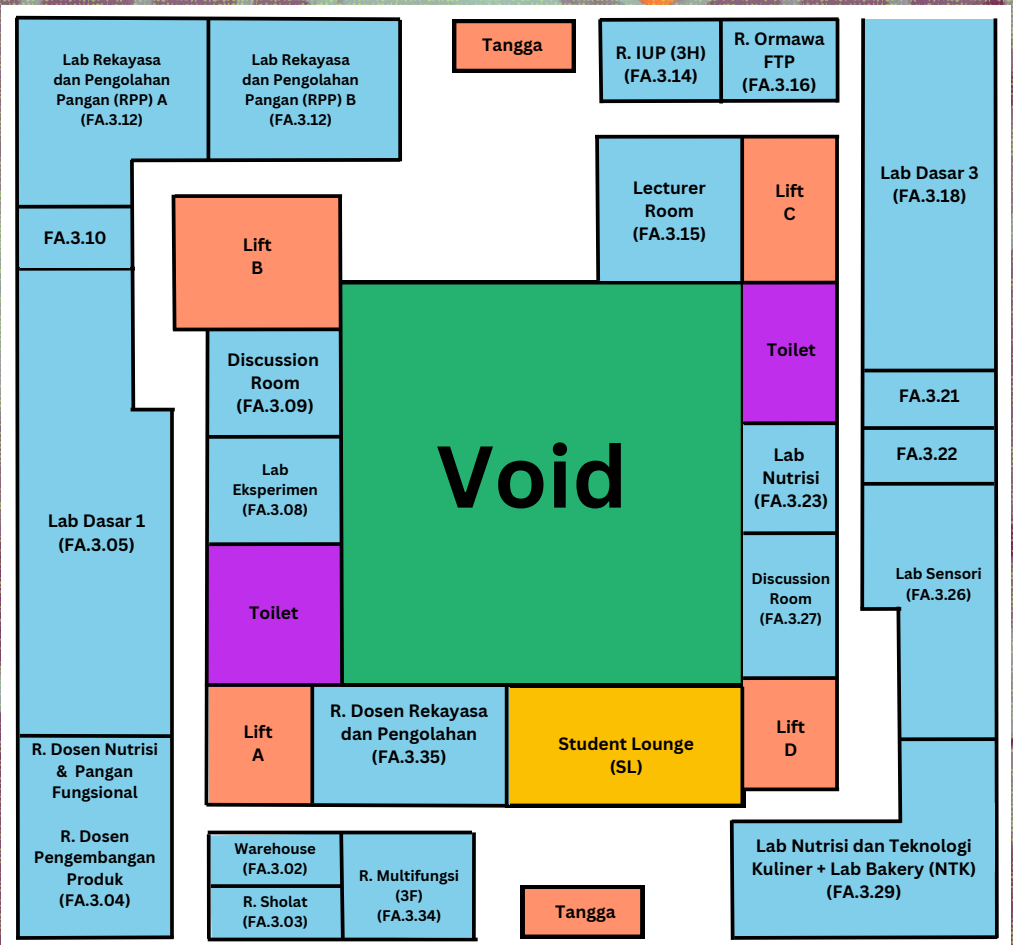 Lab Rekayasa
dan Pengolahan
Pangan (RPP) A
(FA.3.12)
Lab Rekayasa
dan Pengolahan
Pangan (RPP) B
(FA.3.12)
Tangga
R. IUP (3H)
(FA.3.14)
R. Ormawa
FTP
(FA.3.16)
Lab Dasar 3
(FA.3.18)
Lecturer
Room
(FA.3.15)
Lift
C
FA.3.10
Lift
B
Toilet
Discussion
Room
(FA.3.09)
FA.3.21
FA.3.22
Void
Lab
Nutrisi
(FA.3.23)
Lab
Eksperimen
(FA.3.08)
Lab Dasar 1
(FA.3.05)
Toilet
Discussion
Room
(FA.3.27)
Lab Sensori
(FA.3.26)
Lift
A
R. Dosen Rekayasa
dan Pengolahan
(FA.3.35)
Student Lounge
(SL)
Lift
D
R. Dosen Nutrisi
& Pangan
Fungsional
R. Dosen
Pengembangan
Produk
(FA.3.04)
Warehouse
(FA.3.02)
R. Sholat
(FA.3.03)
R. Multifungsi
(3F)
(FA.3.34)
Tangga
Lab Nutrisi dan Teknologi
Kuliner + Lab Bakery (NTK)
(FA.3.29)